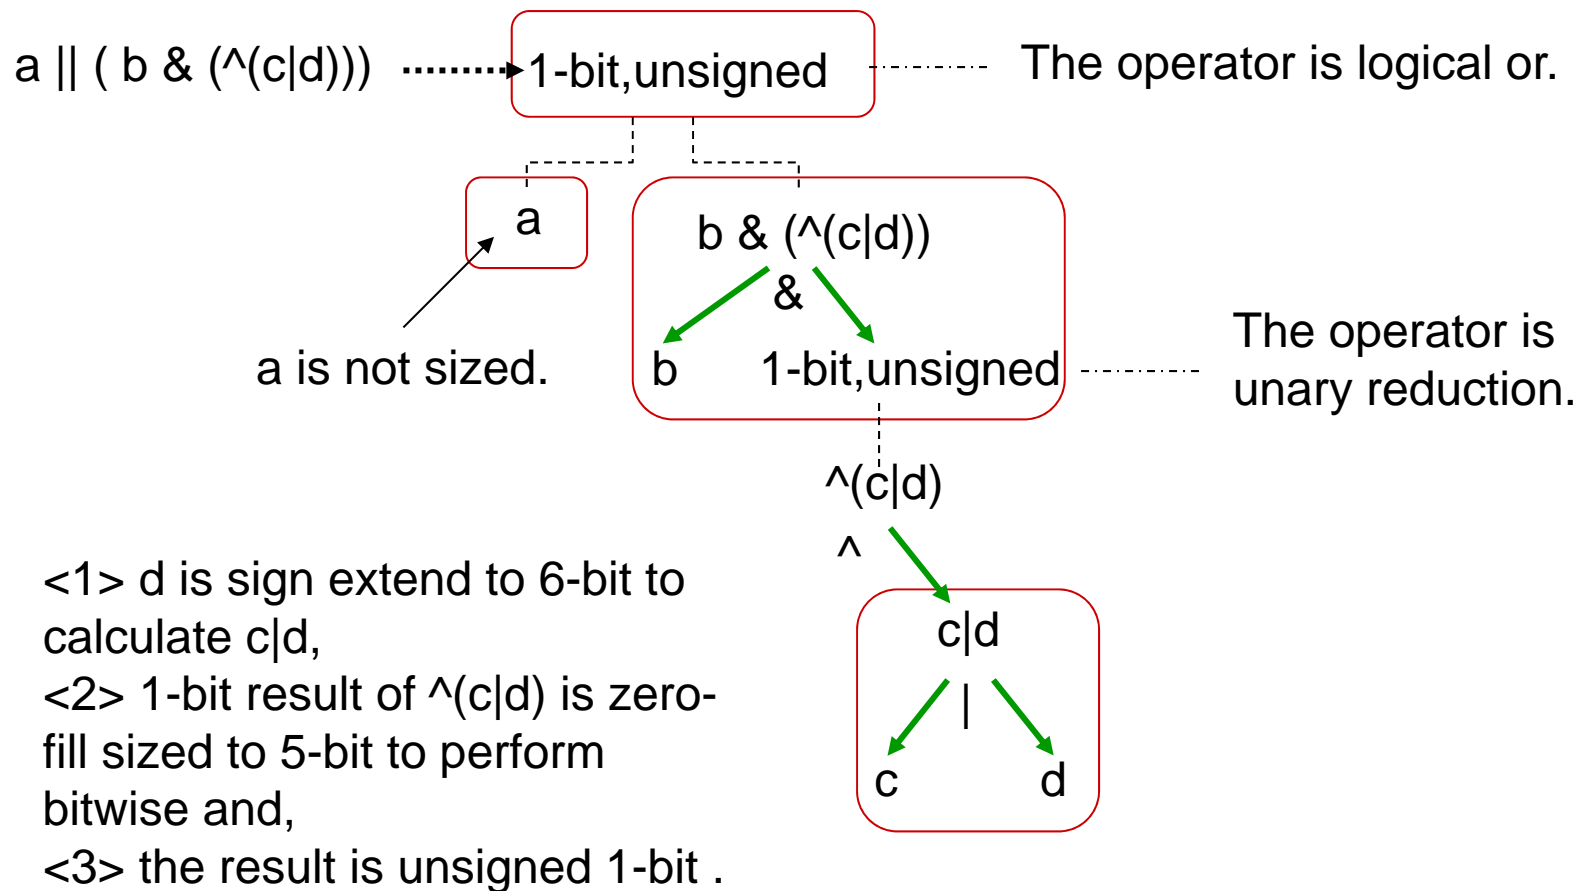 a || ( b & (^(c|d)))
1-bit,unsigned
The operator is logical or.
a
b & (^(c|d))
&
a is not sized.
b
1-bit,unsigned
The operator is
unary reduction.
^(c|d)
^
<1> d is sign extend to 6-bit to
calculate c|d,
<2> 1-bit result of ^(c|d) is zero-
fill sized to 5-bit to perform
bitwise and,
<3> the result is unsigned 1-bit .
c|d
|
c
d